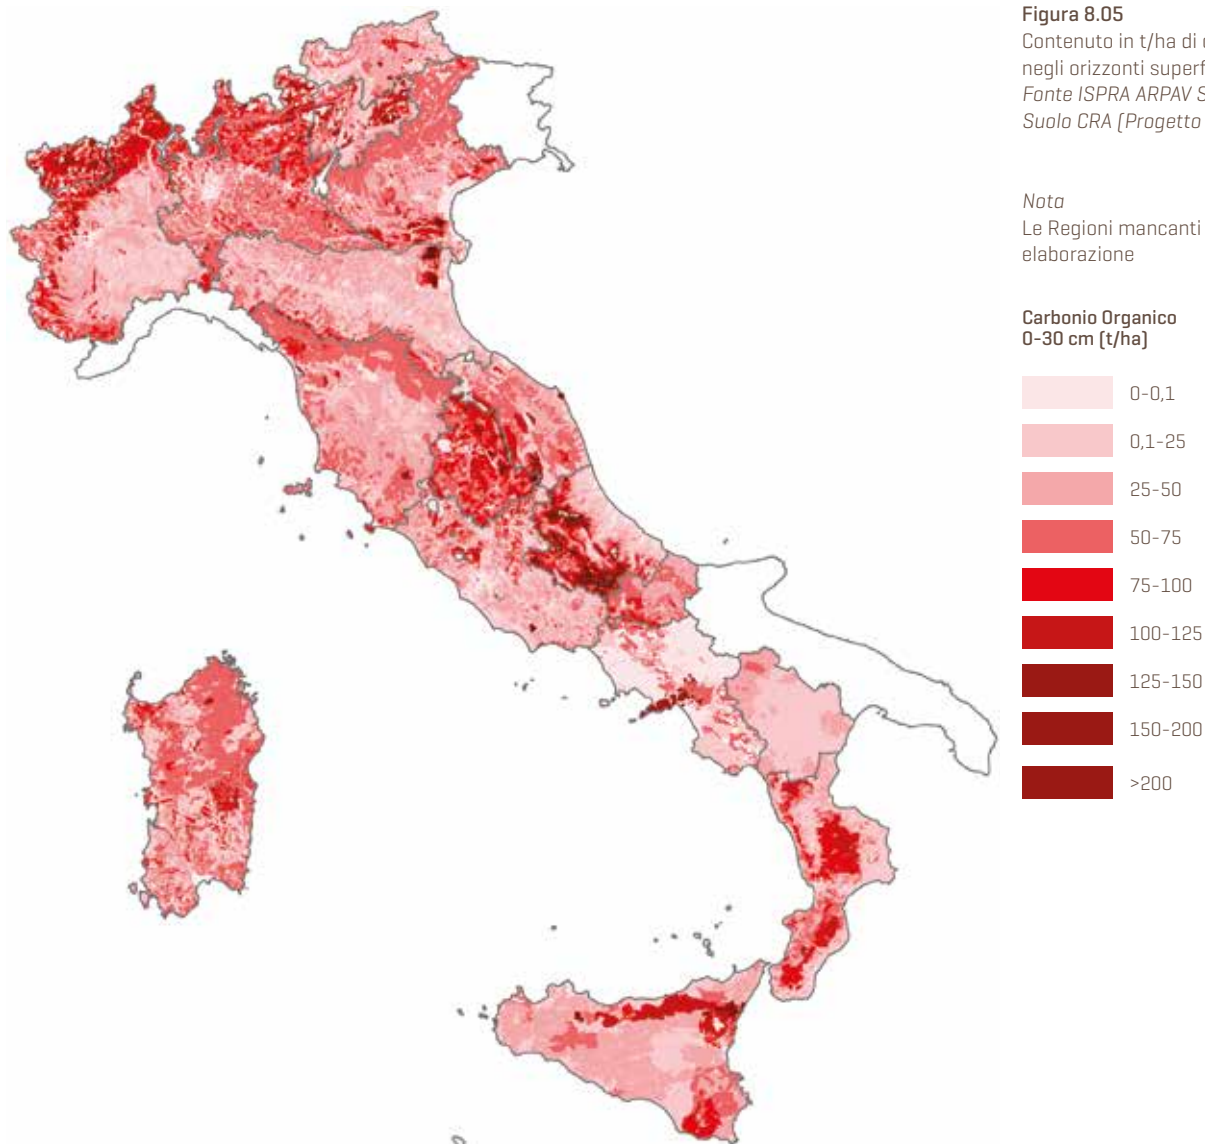 Figura 8.05
Contenuto in t/ha di
negli orizzonti
Fonte ISPRA ARPAV
Suolo CRA (Progetto
Nota
Le Regioni mancanti
elaborazione
Carbonio Organico
0-30 cm (t/ha)
0-0,1
0,1-25
25-50
50-75
75-100
100-125
125-150
150-200
>200